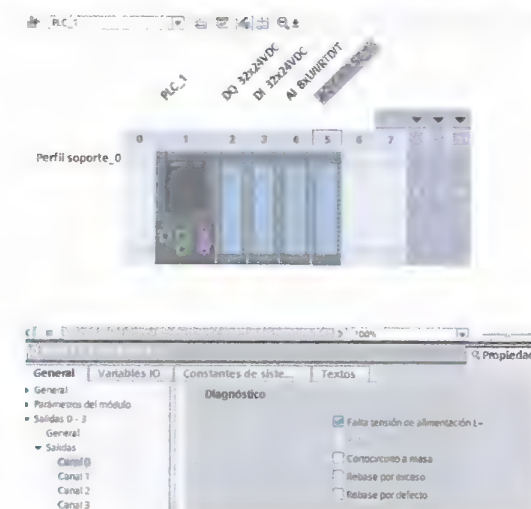 PLC_1
PLC_1
DQ 32x24VDC
DI 32x24VDC
AI 8xU/I/RTD/T
0 1 2 3 4 5 6 7
Perfil soporte_0
100%
Propiedad
General Variables IO Constantes de siste... Textos
General
Parámetros del módulo
Salidas 0 - 3
General
Salidas
Canal 0
Canal 1
Canal 2
Canal 3
Diagnóstico
Falta tensión de alimentación L+
Cortocircuito a masa
Rebase por exceso
Rebase por defecto